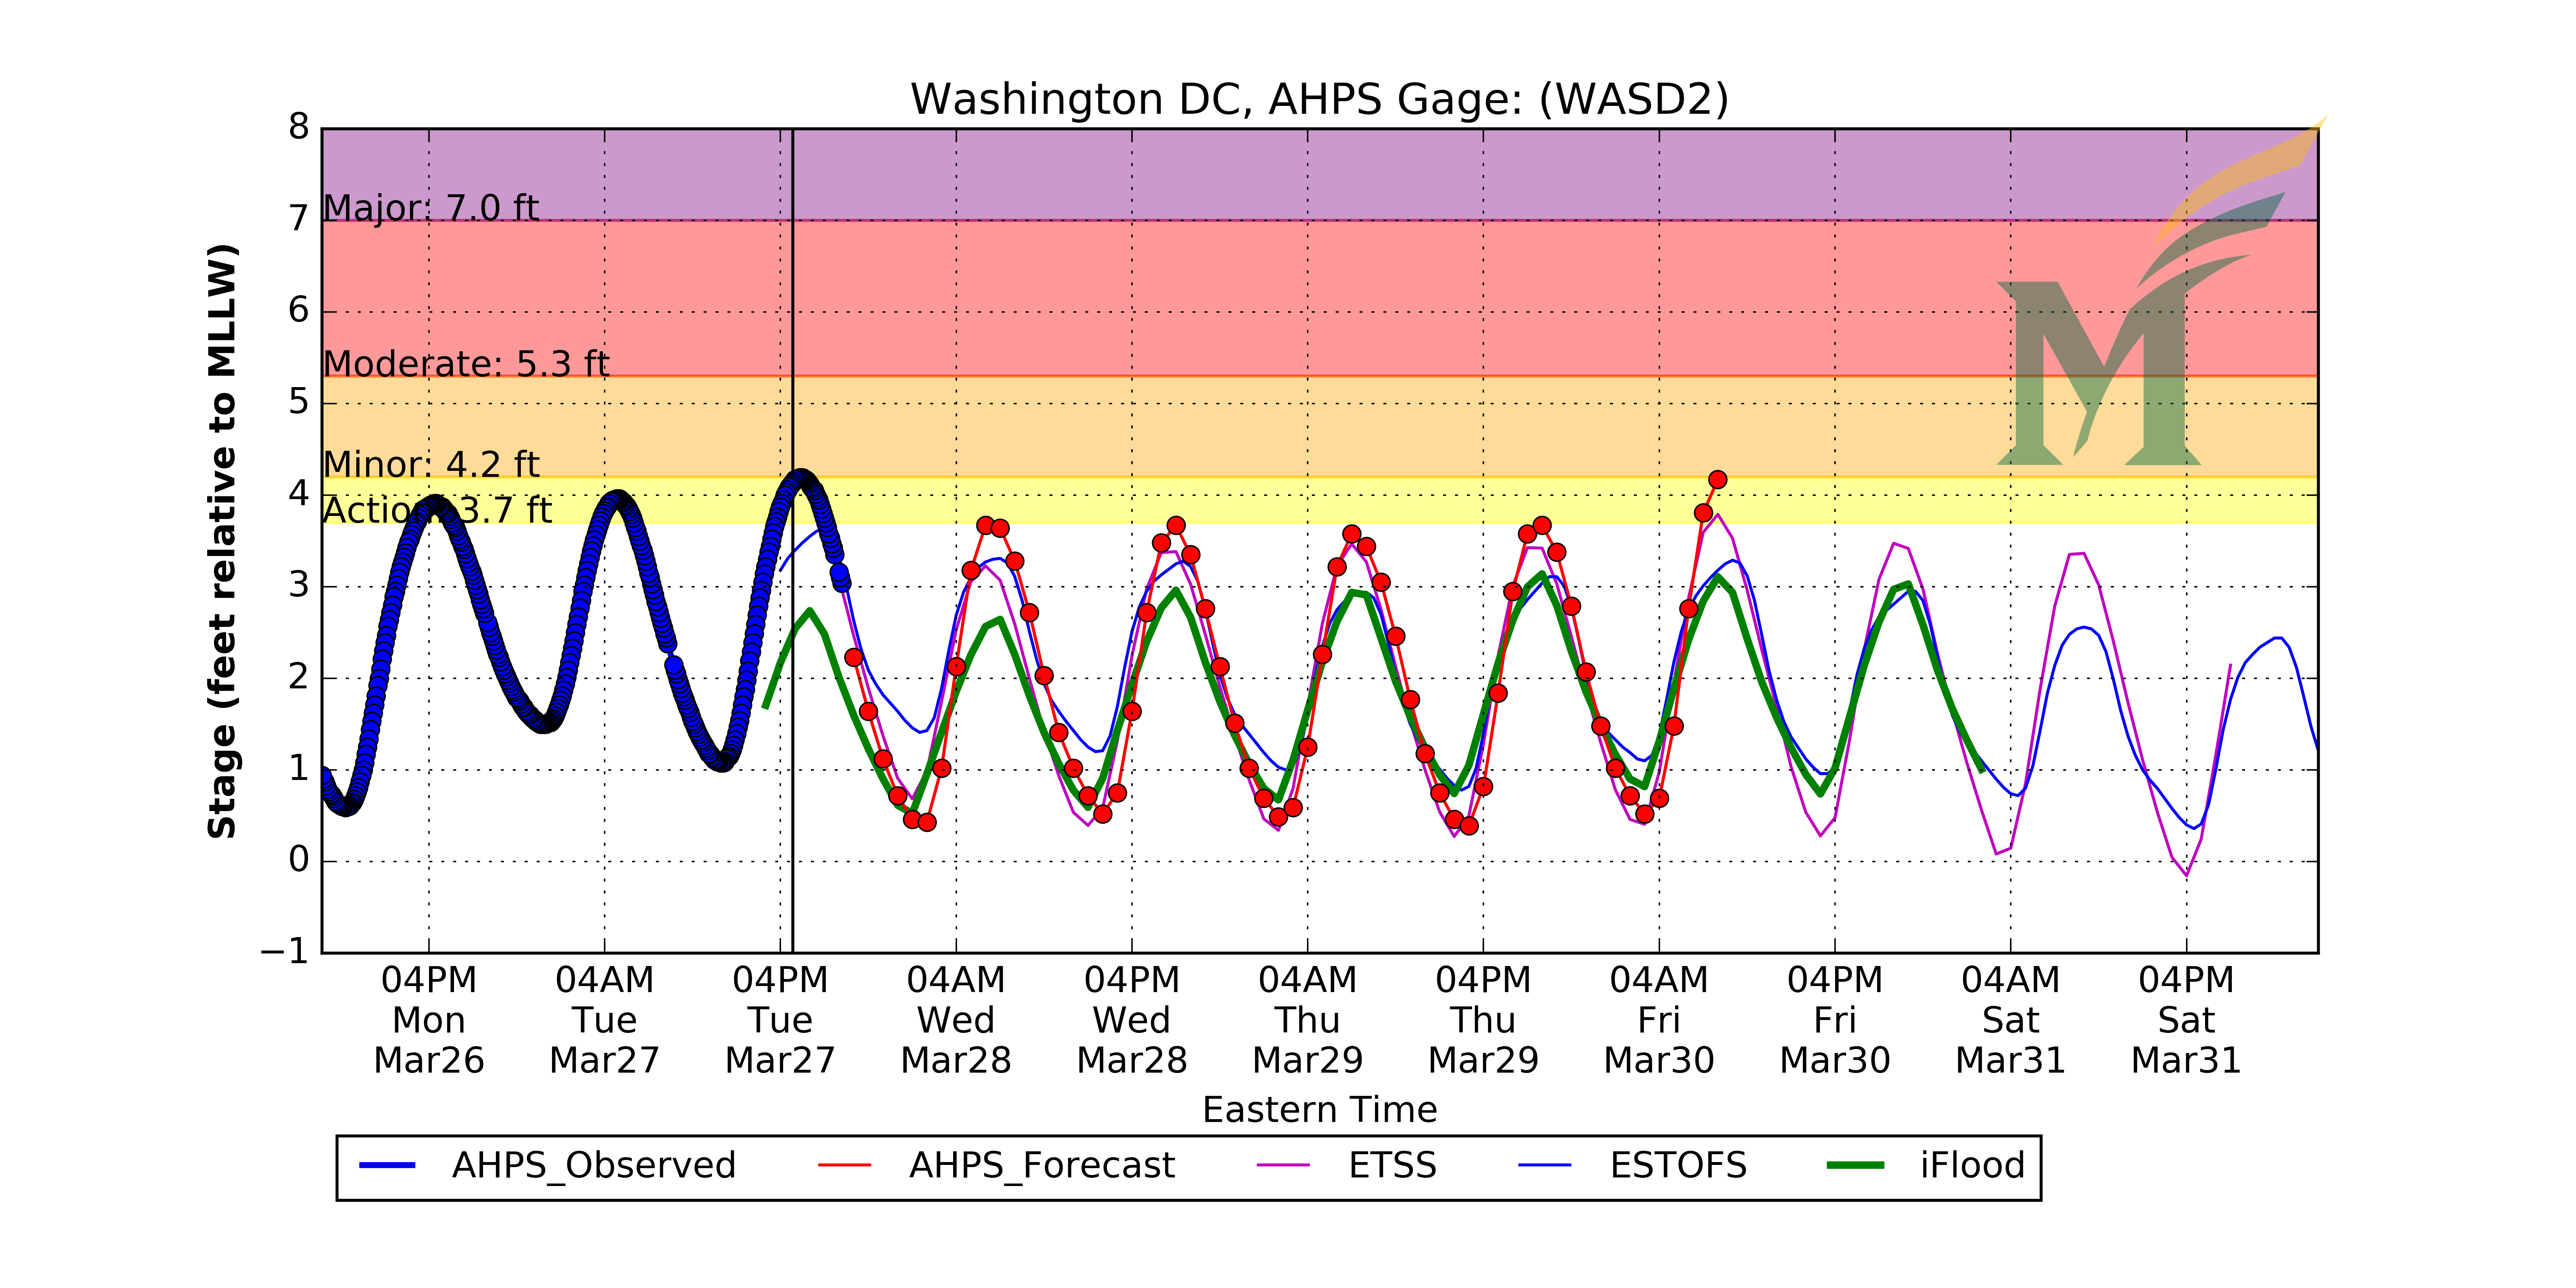 Washington DC, AHPS Gage: (WASD2)
8
7
6
5
4
3
2
1
0
−1
Stage (feet relative to MLLW)
Major: 7.0 ft
Moderate: 5.3 ft
Minor: 4.2 ft
Action: 3.7 ft
M
04PM 04AM 04PM 04AM 04PM 04AM 04PM 04AM 04PM 04AM 04PM
Mon Tue Tue Wed Wed Thu Thu Fri Fri Sat Sat
Mar26 Mar27 Mar27 Mar28 Mar28 Mar29 Mar29 Mar30 Mar30 Mar31 Mar31
Eastern Time
AHPS_Observed AHPS_Forecast ETSS ESTOFS iFlood